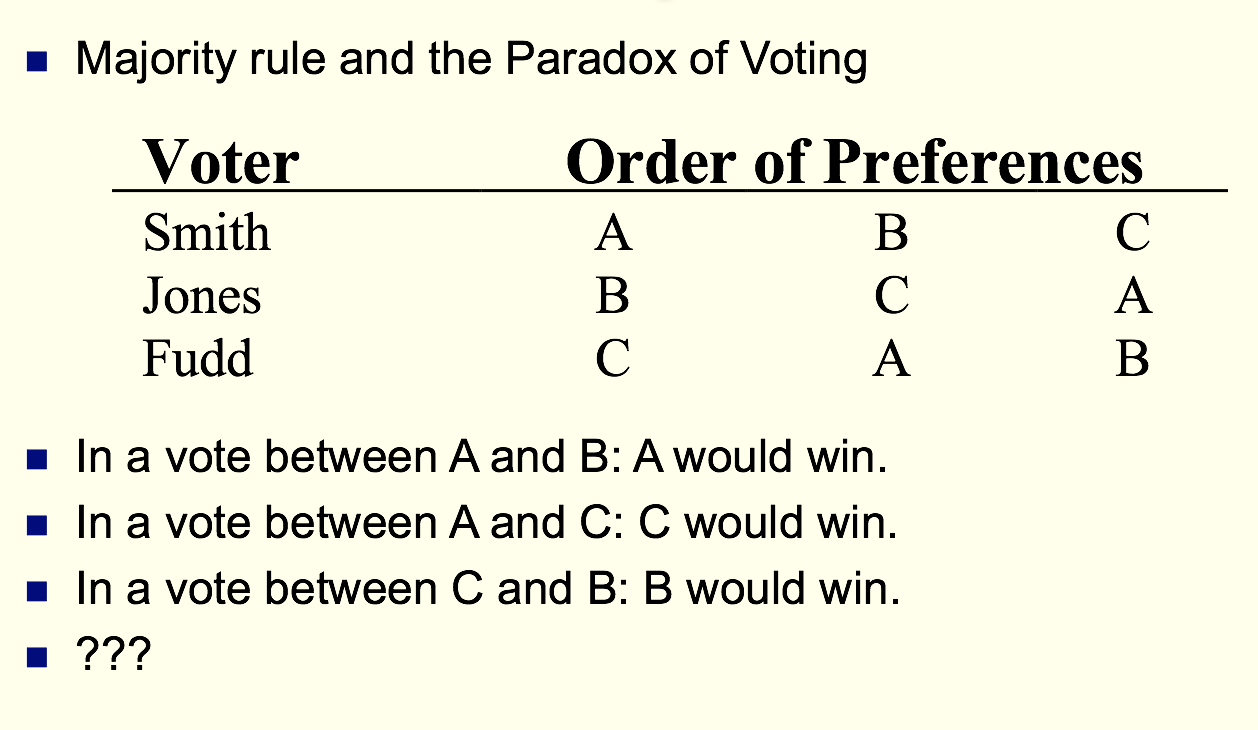 Majority rule and the Paradox of Voting
Voter Order of Preferences
Smith A B C
Jones B C A
Fudd C A B
In a vote between A and B: A would win.
In a vote between A and C: C would win.
In a vote between C and B: B would win.
???